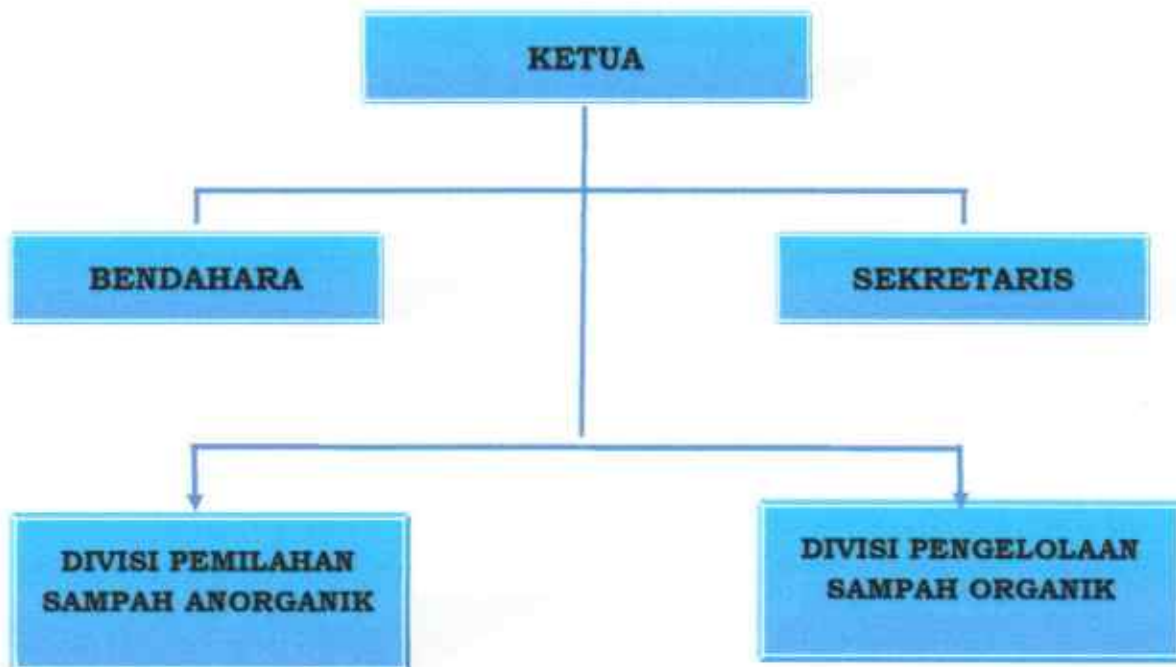 KETUA
BENDAHARA
SEKRETARIS
DIVISI PEMILAHAN
SAMPAH ANORGANIK
DIVISI PENGELOLAAN
SAMPAH ORGANIK